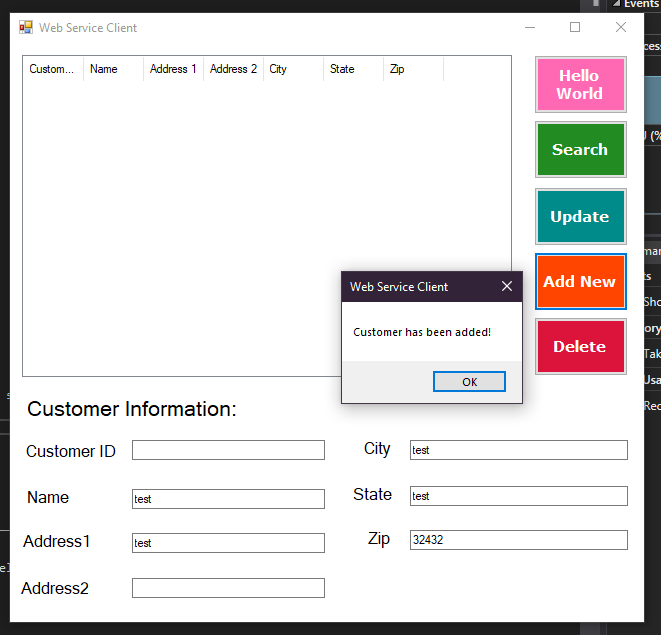 Events
Web Service Client
Custom... Name Address 1 Address 2 City State Zip
Hello
World
Search
Update
Add New
Delete
Web Service Client
Customer has been added!
OK
Customer Information:
Customer ID
City test
Name test
State test
Address1 test
Zip 32432
Address2